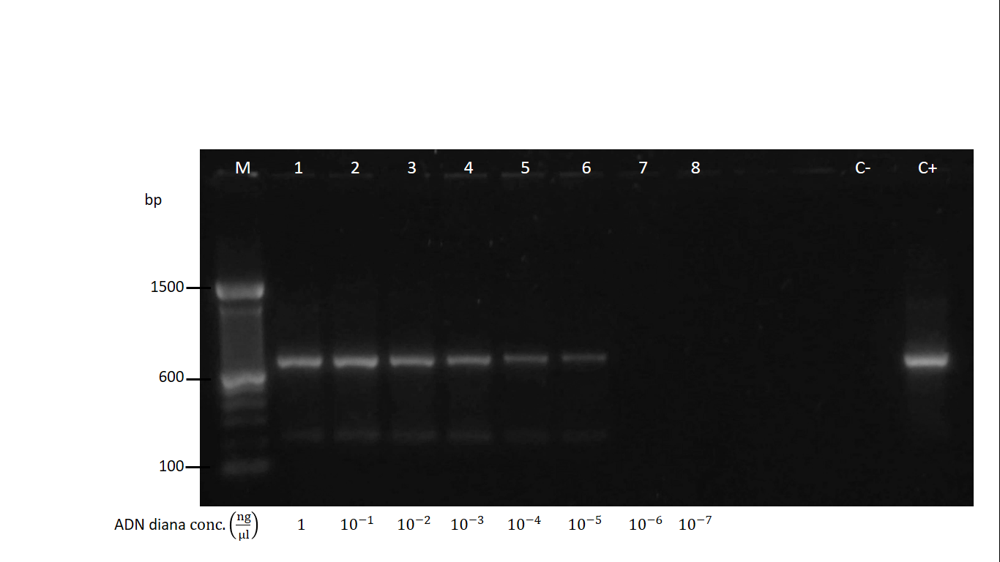 M 1 2 3 4 5 6 7 8 C- C+
bp
1500
600
100
ADN diana conc. (ng/µl) 1 10⁻¹ 10⁻² 10⁻³ 10⁻⁴ 10⁻⁵ 10⁻⁶ 10⁻⁷